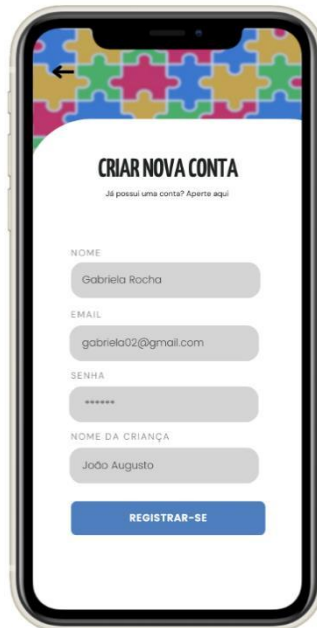 CRIAR NOVA CONTA
Já possui uma conta? Aperte aqui
NOME
Gabriela Rocha
EMAIL
gabriela02@gmail.com
SENHA
******
NOME DA CRIANÇA
João Augusto
REGISTRAR-SE